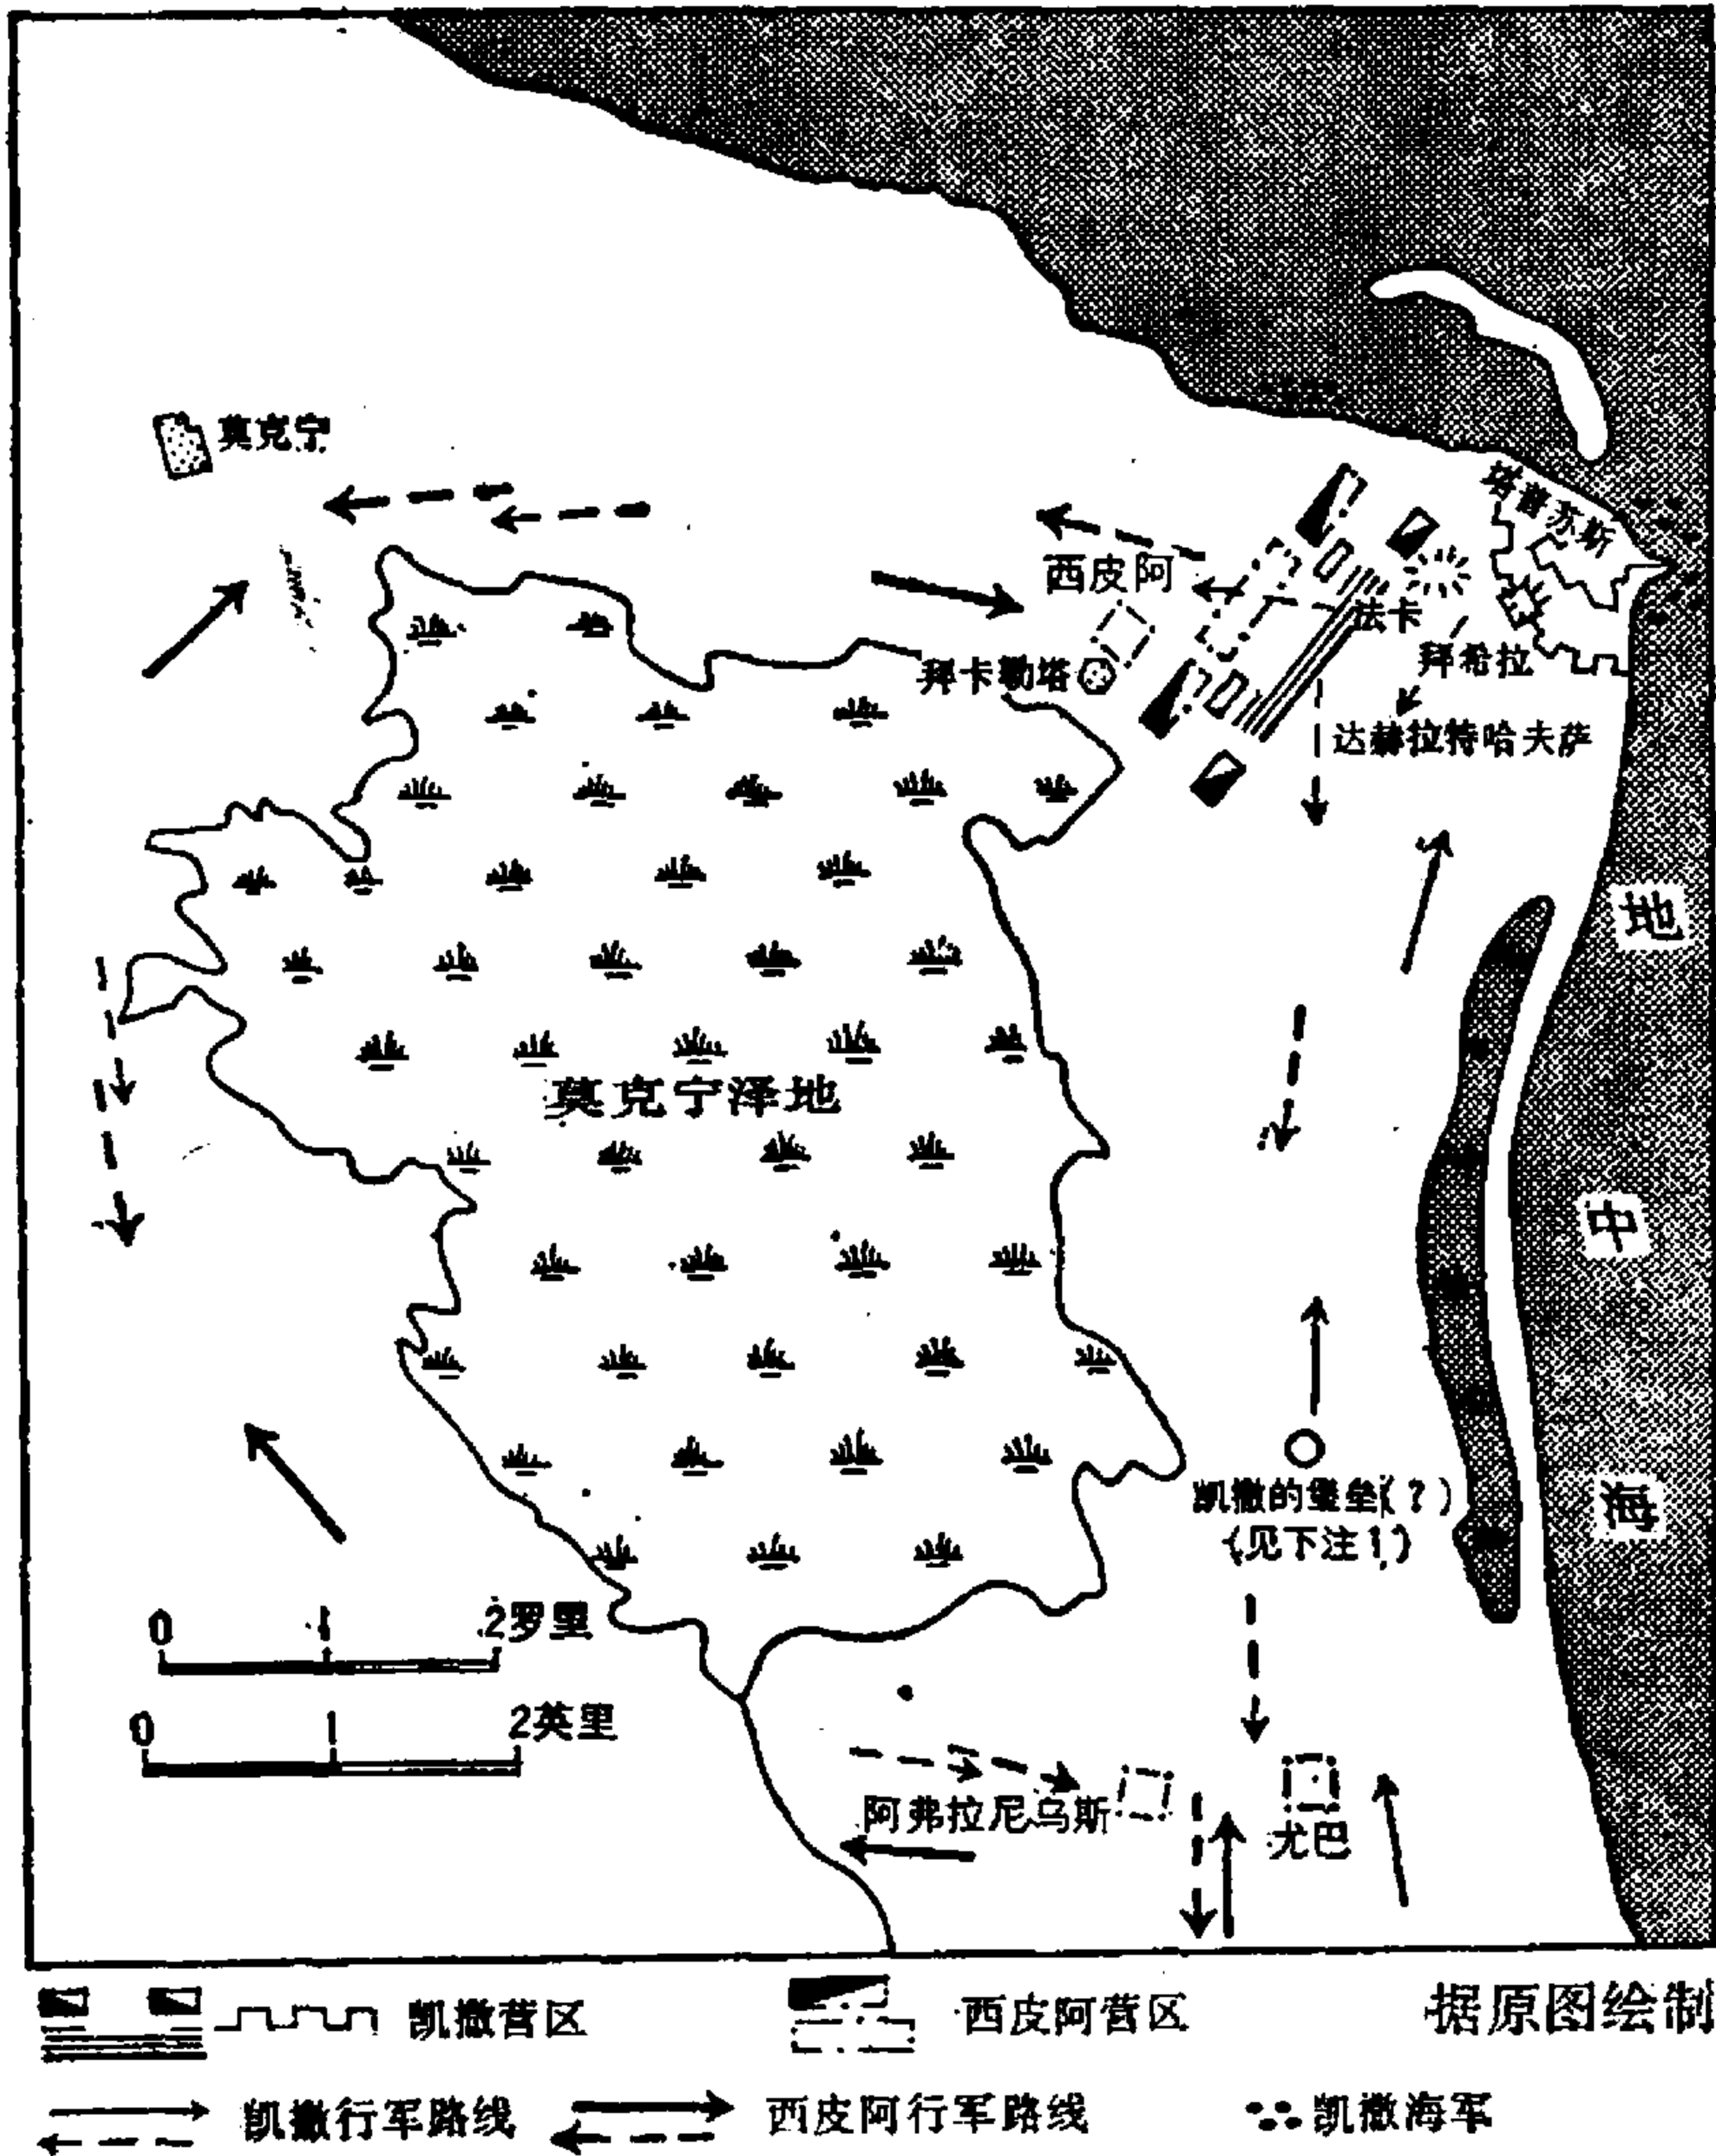 莫克宁
塔普苏斯
西皮阿
法卡
拜希拉
拜卡勒塔
达赫拉特哈夫萨
地中海
莫克宁泽地
凯撒的堡垒(?)
(见下注1)
0 1 2罗里
0 1 2英里
阿弗拉尼乌斯
尤巴
凯撒营区
西皮阿营区
据原图绘制
凯撒行军路线
西皮阿行军路线
凯撒海军